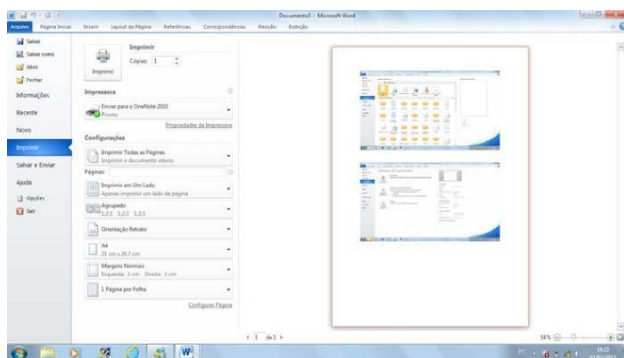 Documento3 - Microsoft Word
Arquivo Página Inicial Inserir Layout da Página Referências Correspondências Revisão Exibição
Salvar
Salvar como
Abrir
Fechar
Informações
Recente
Novo
Imprimir
Salvar e Enviar
Ajuda
Opções
Sair
Imprimir
Cópias: 1
Imprimir
Impressora
Enviar para o OneNote 2010
Pronto
Propriedades da Impressora
Configurações
Imprimir Todas as Páginas
Imprimir o documento inteiro
Páginas:
Imprimir em Um Lado
Apenas imprimir um lado da página
Agrupado
1;2;3 1;2;3 1;2;3
Orientação Retrato
A4
21 cm x 29,7 cm
Margens Normais
Esquerda: 3 cm Direita: 3 cm
1 Página por Folha
Configurar Página
1 de 1
54%
PT